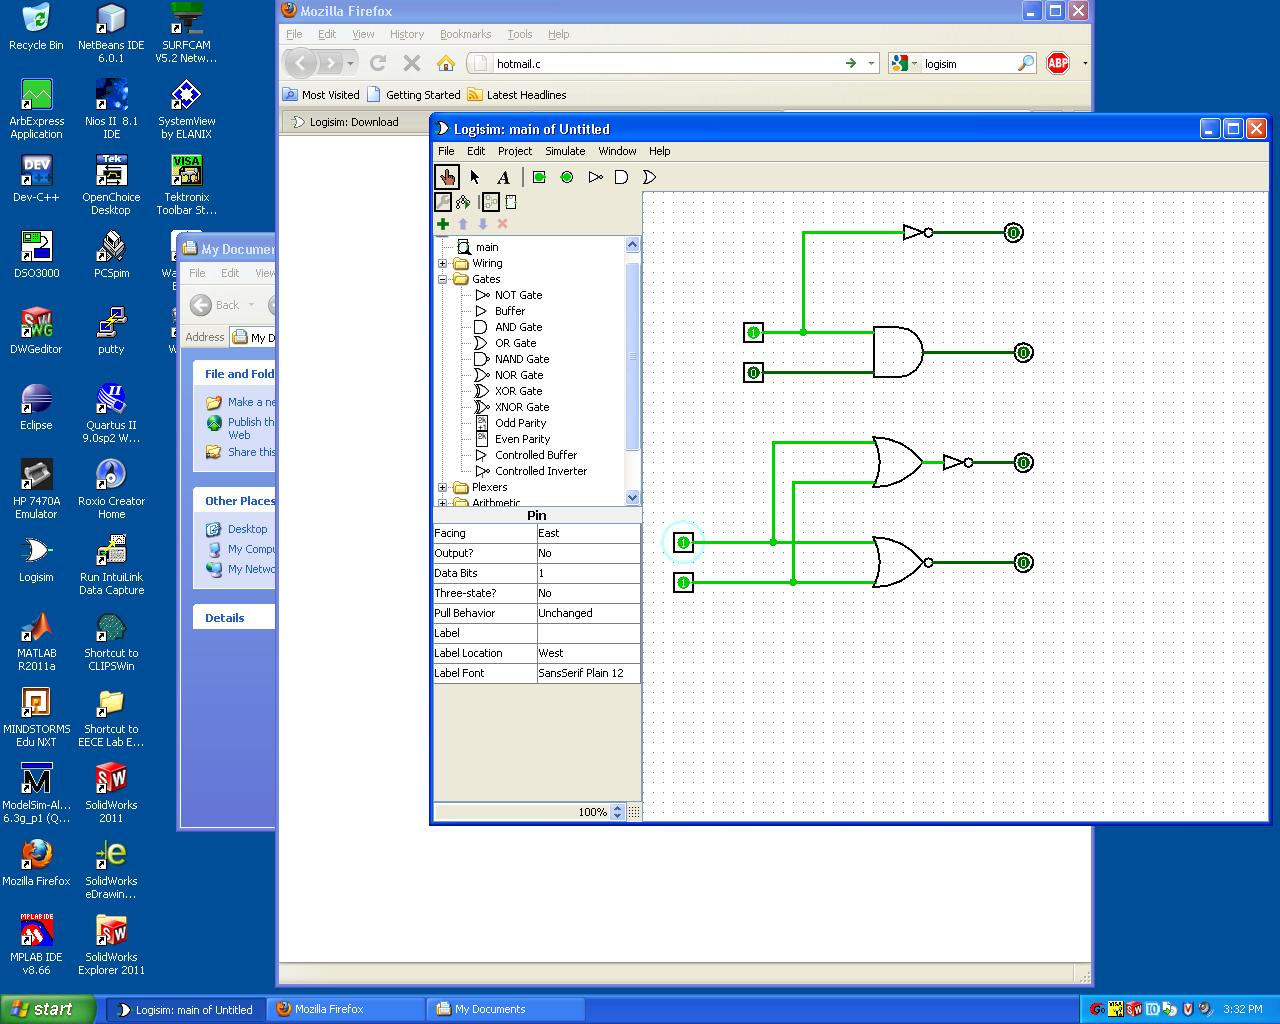 Recycle Bin
NetBeans IDE
6.0.1
SURFCAM
V5.2 Netw...
ArbExpress
Application
Nios II 8.1
IDE
SystemView
by ELANIX
Dev-C++
OpenChoice
Desktop
Tektronix
Toolbar St...
DSO3000
PCSpim
DWGeditor
putty
Eclipse
Quartus II
9.0sp2 W...
HP 7470A
Emulator
Roxio Creator
Home
Logisim
Run IntuiLink
Data Capture
MATLAB
R2011a
Shortcut to
CLIPSWin
MINDSTORMS
Edu NXT
Shortcut to
EECE Lab E...
ModelSim-Al...
6.3g_p1 (Q...
SolidWorks
2011
Mozilla Firefox
SolidWorks
eDrawin...
MPLAB IDE
v8.66
SolidWorks
Explorer 2011
My Documen
File Edit View
Back
Address My D
File and Fold
Make a ne
Publish th
Web
Share this
Other Places
Desktop
My Compu
My Netwo
Details
Mozilla Firefox
File Edit View History Bookmarks Tools Help
hotmail.c
logisim
ABP
Most Visited Getting Started Latest Headlines
Logisim: Download
Logisim: main of Untitled
File Edit Project Simulate Window Help
A
main
Wiring
Gates
NOT Gate
Buffer
AND Gate
OR Gate
NAND Gate
NOR Gate
XOR Gate
XNOR Gate
Odd Parity
Even Parity
Controlled Buffer
Controlled Inverter
Plexers
Arithmetic
Pin
Facing East
Output? No
Data Bits 1
Three-state? No
Pull Behavior Unchanged
Label
Label Location West
Label Font SansSerif Plain 12
100%
0
1
0
0
0
1
1
0
start
Logisim: main of Untitled
Mozilla Firefox
My Documents
3:32 PM